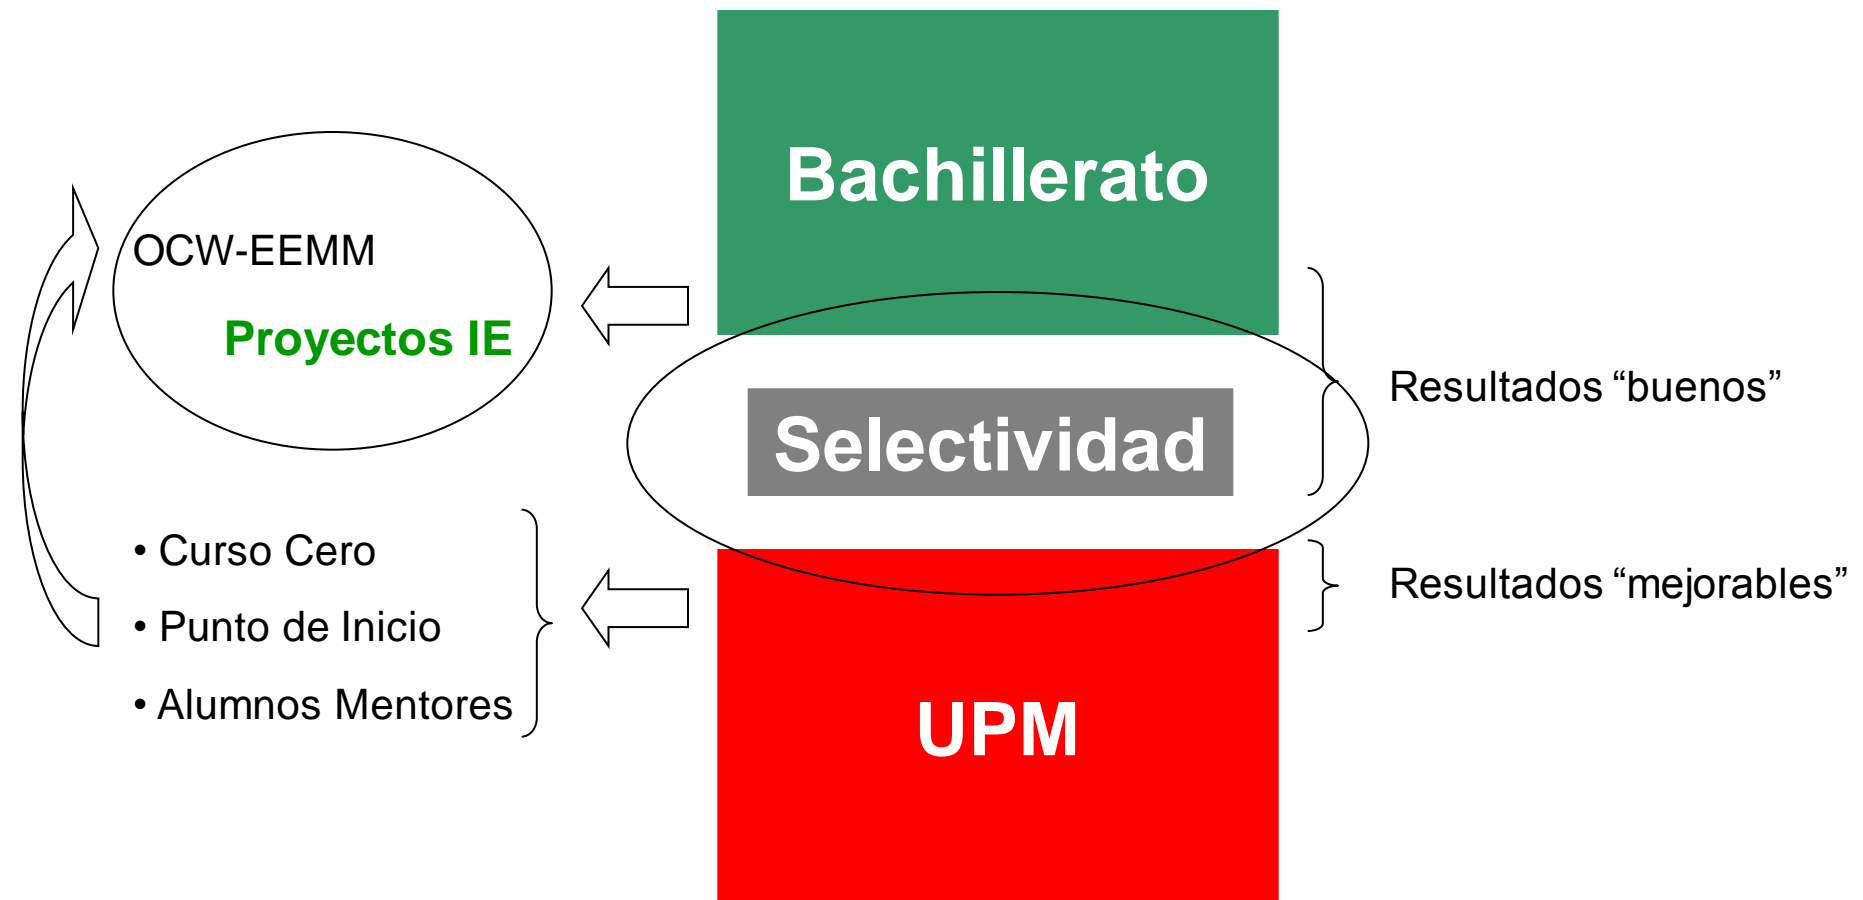 Bachillerato
OCW-EEMM
Proyectos IE
Resultados “buenos”
Selectividad
• Curso Cero
• Punto de Inicio
• Alumnos Mentores
Resultados “mejorables”
UPM